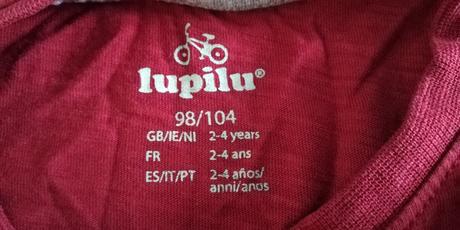 lupilu®
98/104
GB/IE/NI 2-4 years
FR 2-4 ans
ES/IT/PT 2-4 años/
anni/anos